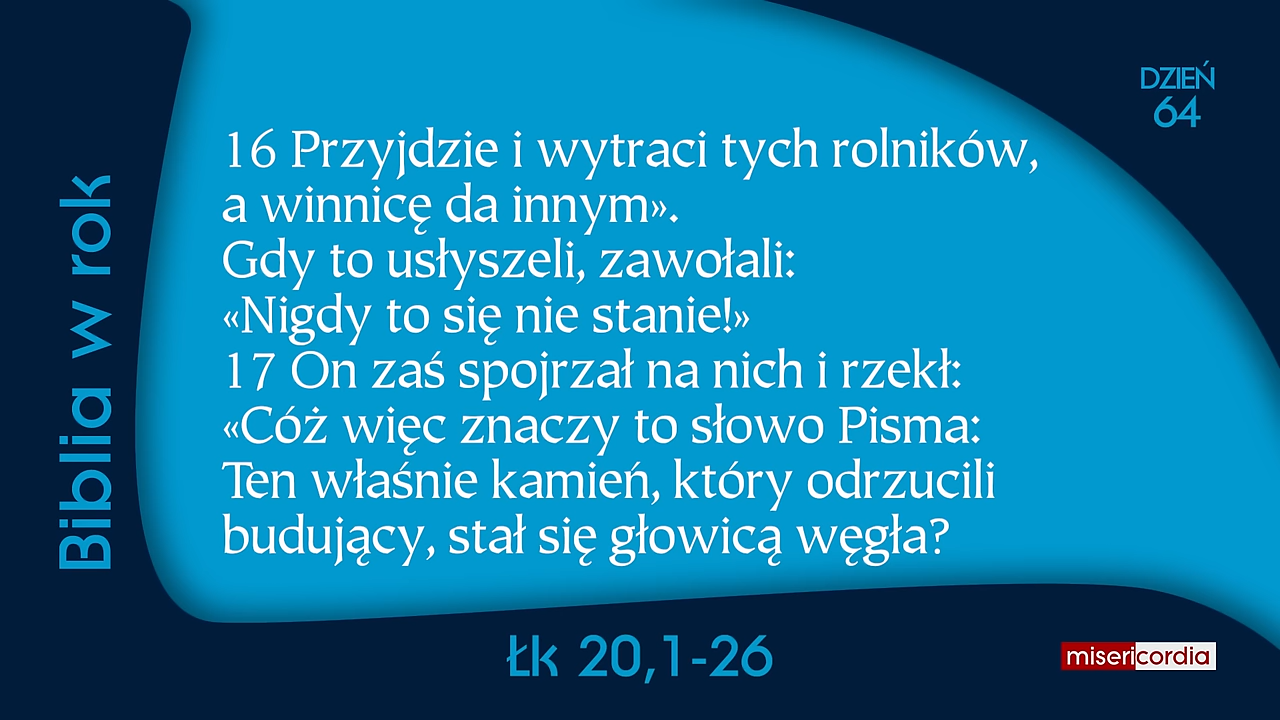 DZIEŃ
64
16 Przyjdzie i wytraci tych rolników,
a winnicę da innym».
Gdy to usłyszeli, zawołali:
«Nigdy to się nie stanie!»
17 On zaś spojrzał na nich i rzekł:
«Cóż więc znaczy to słowo Pisma:
Ten właśnie kamień, który odrzucili
budujący, stał się głowicą węgła?
Biblia w rok
Łk 20,1-26
misericordia